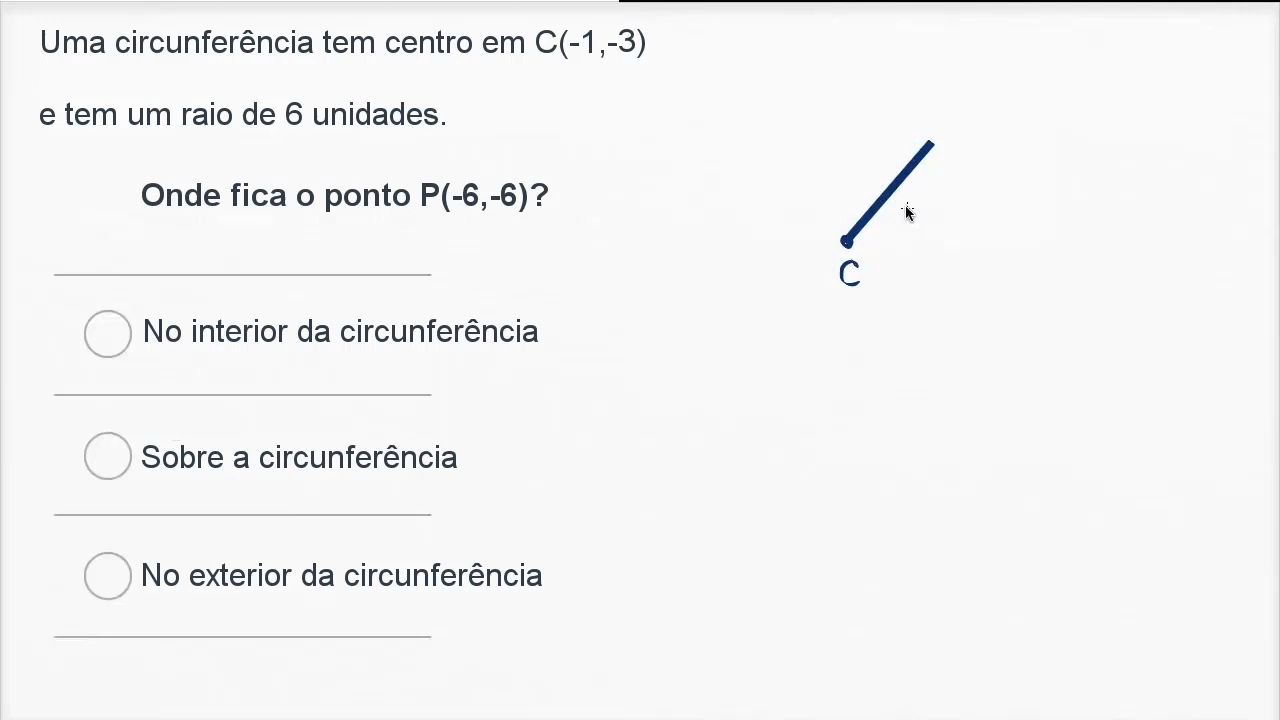 Uma circunferência tem centro em C(-1,-3)
e tem um raio de 6 unidades.
Onde fica o ponto P(-6,-6)?
C
No interior da circunferência
Sobre a circunferência
No exterior da circunferência